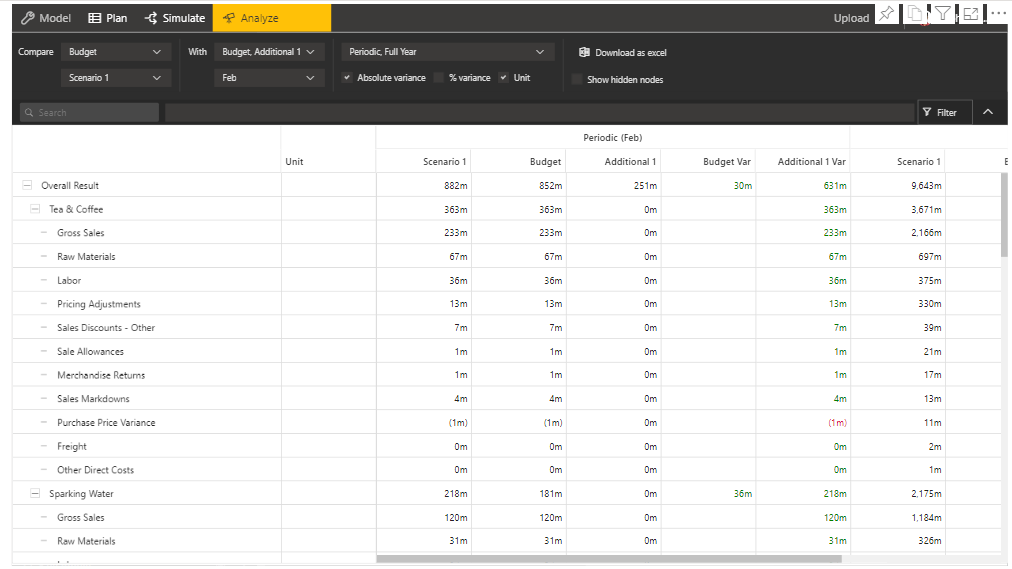 Model Plan Simulate Analyze Upload
Compare Budget With Budget, Additional 1 Periodic, Full Year Download as excel
Scenario 1 Feb Absolute variance % variance Unit Show hidden nodes
Search Filter
Periodic (Feb)
Unit Scenario 1 Budget Additional 1 Budget Var Additional 1 Var Scenario 1
Overall Result 882m 852m 251m 30m 631m 9,643m
Tea & Coffee 363m 363m 0m 363m 3,671m
Gross Sales 233m 233m 0m 233m 2,166m
Raw Materials 67m 67m 0m 67m 697m
Labor 36m 36m 0m 36m 375m
Pricing Adjustments 13m 13m 0m 13m 330m
Sales Discounts - Other 7m 7m 0m 7m 39m
Sale Allowances 1m 1m 0m 1m 21m
Merchandise Returns 1m 1m 0m 1m 17m
Sales Markdowns 4m 4m 0m 4m 13m
Purchase Price Variance (1m) (1m) 0m (1m) 11m
Freight 0m 0m 0m 0m 2m
Other Direct Costs 0m 0m 0m 0m 1m
Sparking Water 218m 181m 0m 36m 218m 2,175m
Gross Sales 120m 120m 0m 120m 1,184m
Raw Materials 31m 31m 0m 31m 326m